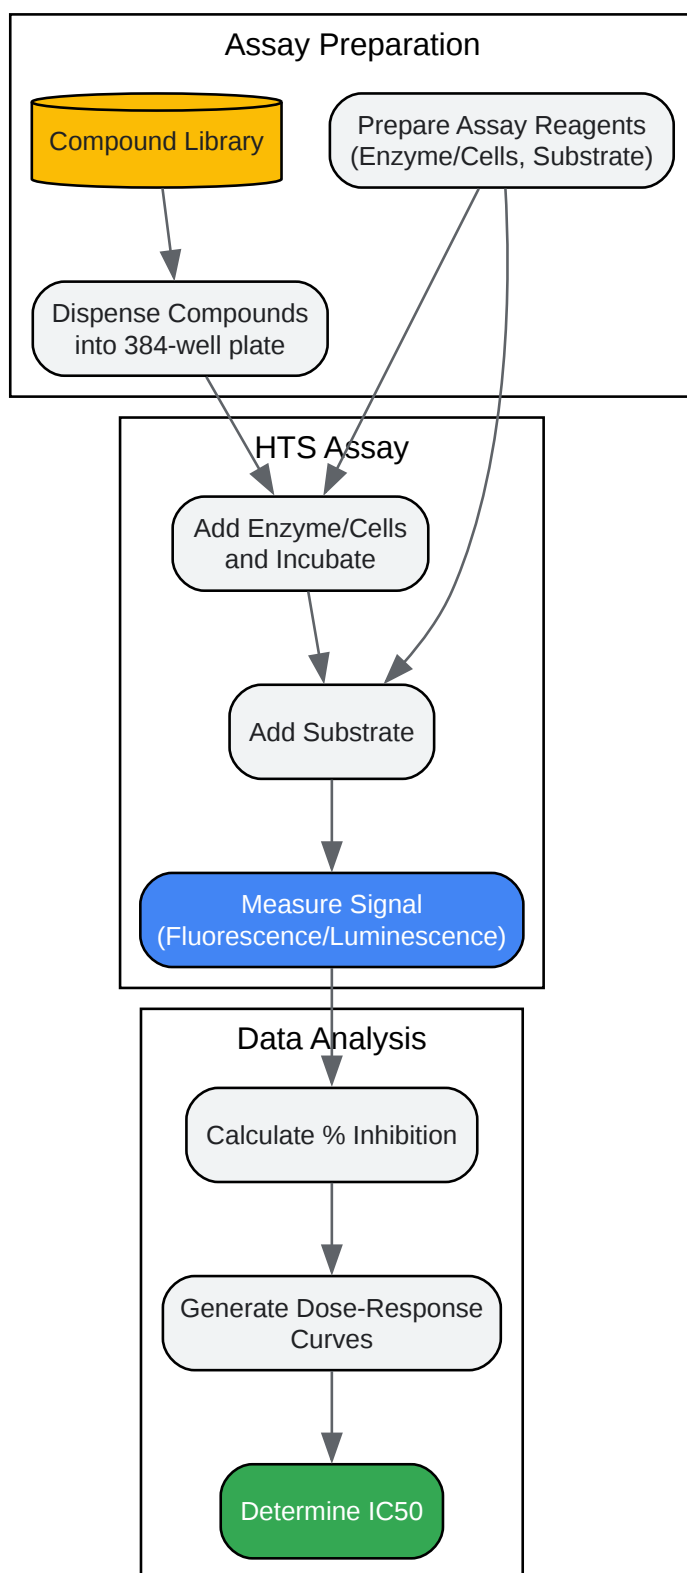 Assay Preparation
Compound Library
Prepare Assay Reagents
(Enzyme/Cells, Substrate)
Dispense Compounds
into 384-well plate
HTS Assay
Add Enzyme/Cells
and Incubate
Add Substrate
Measure Signal
(Fluorescence/Luminescence)
Data Analysis
Calculate % Inhibition
Generate Dose-Response
Curves
Determine IC50